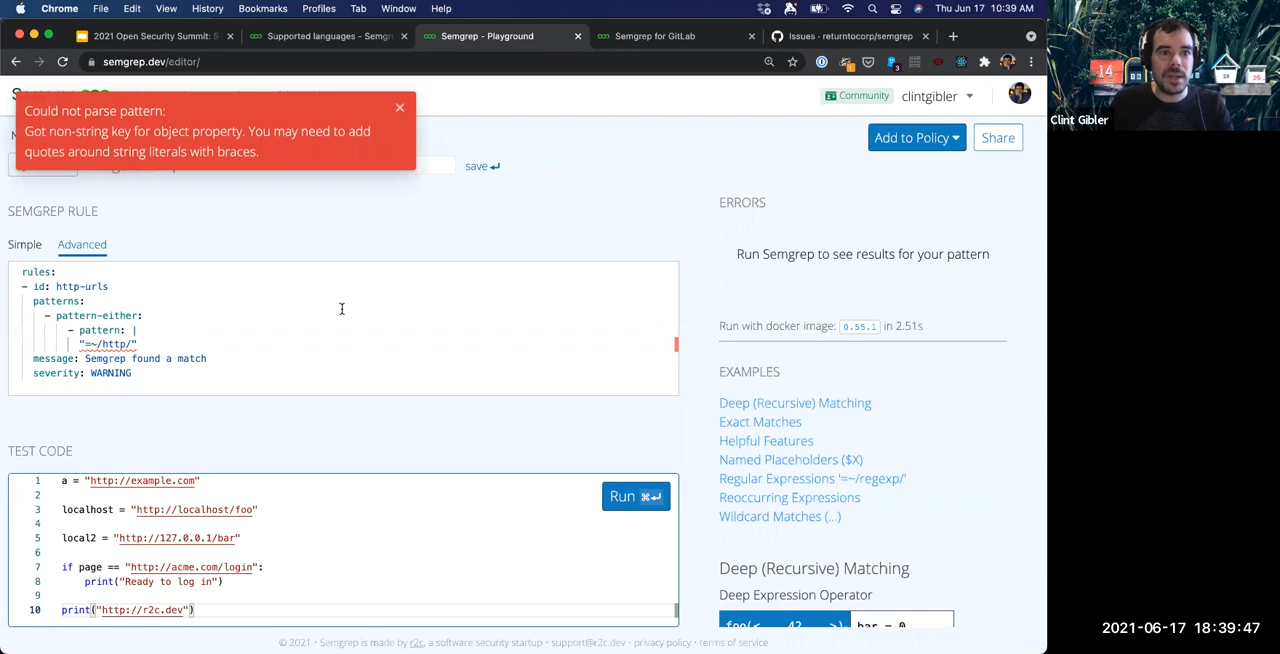 Chrome File Edit View History Bookmarks Profiles Tab Window Help Thu Jun 17 10:39 AM
2021 Open Security Summit: S
Supported languages - Semgr
Semgrep - Playground
Semgrep for GitLab
Issues · returntocorp/semgrep
semgrep.dev/editor/
Could not parse pattern:
Got non-string key for object property. You may need to add
quotes around string literals with braces.
Community
clintgibler
Add to Policy
Share
save
SEMGREP RULE
Simple Advanced
rules:
- id: http-urls
patterns:
- pattern-either:
- pattern: |
"=~/http/"
message: Semgrep found a match
severity: WARNING
TEST CODE
1 a = "http://example.com"
2
3 localhost = "http://localhost/foo"
4
5 local2 = "http://127.0.0.1/bar"
6
7 if page == "http://acme.com/login":
8 print("Ready to log in")
9
10 print("http://r2c.dev")
Run ⌘↵
ERRORS
Run Semgrep to see results for your pattern
Run with docker image: 0.55.1 in 2.51s
EXAMPLES
Deep (Recursive) Matching
Exact Matches
Helpful Features
Named Placeholders ($X)
Regular Expressions '=~/regexp/'
Reoccurring Expressions
Wildcard Matches (...)
Deep (Recursive) Matching
Deep Expression Operator
foo(<... 42 ...>)
bar = 0
© 2021 · Semgrep is made by r2c, a software security startup · support@r2c.dev · privacy policy · terms of service
Clint Gibler
14
2021-06-17 18:39:47